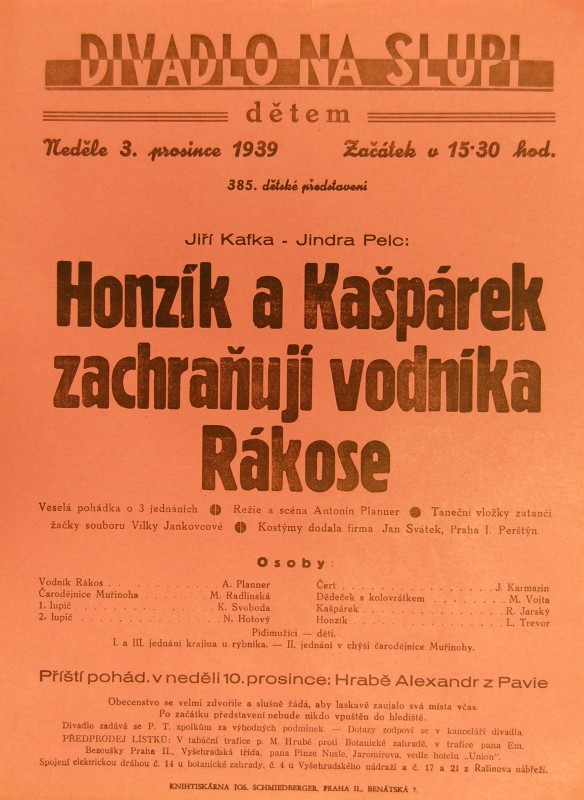 DIVADLO NA SLUPI
dětem
Neděle 3. prosince 1939 Začátek v 15·30 hod.
385. dětské představení
Jiří Kafka - Jindra Pelc:
Honzík a Kašpárek
zachraňují vodníka
Rákose
Veselá pohádka o 3 jednáních Režie a scéna Antonín Planner Taneční vložky zatančí
žačky souboru Vilky Jankovcové Kostýmy dodala firma Jan Svátek, Praha I. Perštýn
Osoby:
Vodník Rákos . . . . . . . . . . A. Planner
Čarodějnice Muřinoha . . . . . . M. Radlinská
1. lupič . . . . . . . . . . . . K. Svoboda
2. lupič . . . . . . . . . . . . N. Hotový
Čert . . . . . . . . . . . . . . J. Karmazin
Dědeček s kolovrátkem . . . . . . M. Vojta
Kašpárek . . . . . . . . . . . . R. Jarský
Honzík . . . . . . . . . . . . . L. Trevor
Pidimužíci — děti.
I. a III. jednání krajina u rybníka. — II. jednání v chýši čarodějnice Muřinohy.
Příští pohád. v neděli 10. prosince: Hrabě Alexandr z Pavie
Obecenstvo se velmi zdvořile a slušně žádá, aby laskavě zaujalo svá místa včas
Po začátku představení nebude nikdo vpuštěn do hlediště.
Divadlo zadává se P. T. spolkům za výhodných podmínek — Dotazy zodpoví se v kanceláři divadla.
PŘEDPRODEJ LÍSTKŮ: V tabáční trafice p. M. Hrubé proti Botanické zahradě, v trafice pana Em.
Bezoušky Praha II., Vyšehradská třída, pana Pinze Nusle, Jaromírova, vedle hotelu „Union".
Spojení elektrickou dráhou č. 14 u botanické zahrady, č. 4 u Vyšehradského nádraží a č. 17 a 21 z Rašínova nábřeží.
KNIHTISKÁRNA JOS. SCHMIEDBERGER, PRAHA II., BENÁTSKÁ 7.